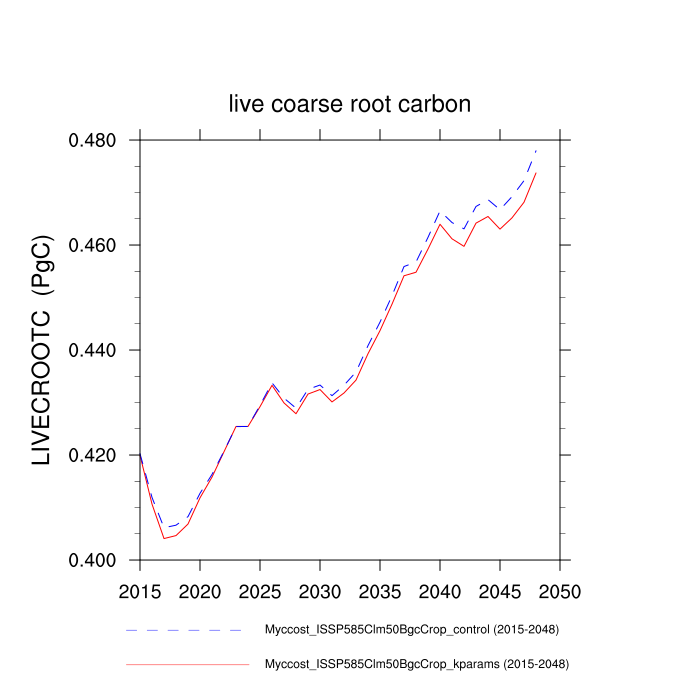 live coarse root carbon
LIVECROOTC (PgC)
0.480
0.460
0.440
0.420
0.400
2015 2020 2025 2030 2035 2040 2045 2050
Myccost_ISSP585Clm50BgcCrop_control (2015-2048)
Myccost_ISSP585Clm50BgcCrop_kparams (2015-2048)